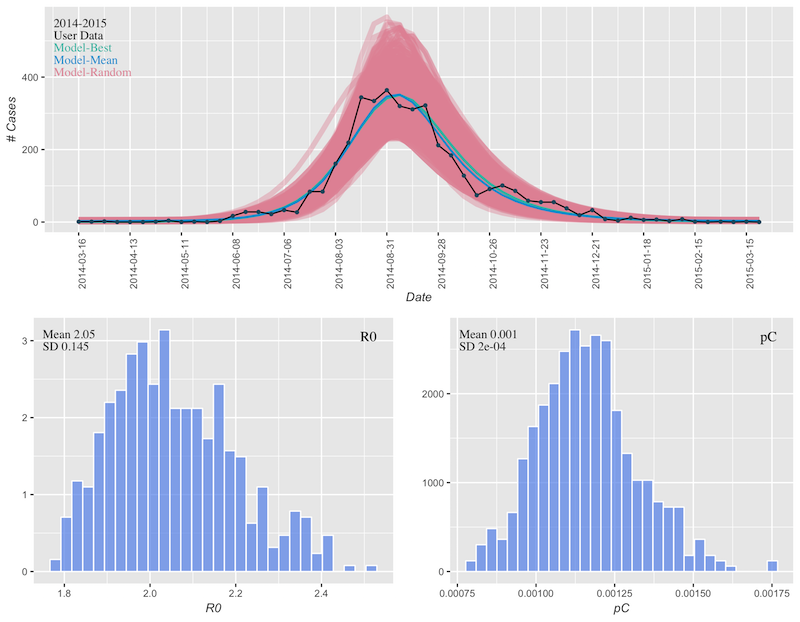 2014-2015
User Data
Model-Best
Model-Mean
Model-Random
# Cases
400
200
0
2014-03-16
2014-04-13
2014-05-11
2014-06-08
2014-07-06
2014-08-03
2014-08-31
2014-09-28
2014-10-26
2014-11-23
2014-12-21
2015-01-18
2015-02-15
2015-03-15
Date
Mean 2.05
SD 0.145
R0
3
2
1
0
1.8 2.0 2.2 2.4
R0
Mean 0.001
SD 2e-04
pC
2000
1000
0
0.00075 0.00100 0.00125 0.00150 0.00175
pC